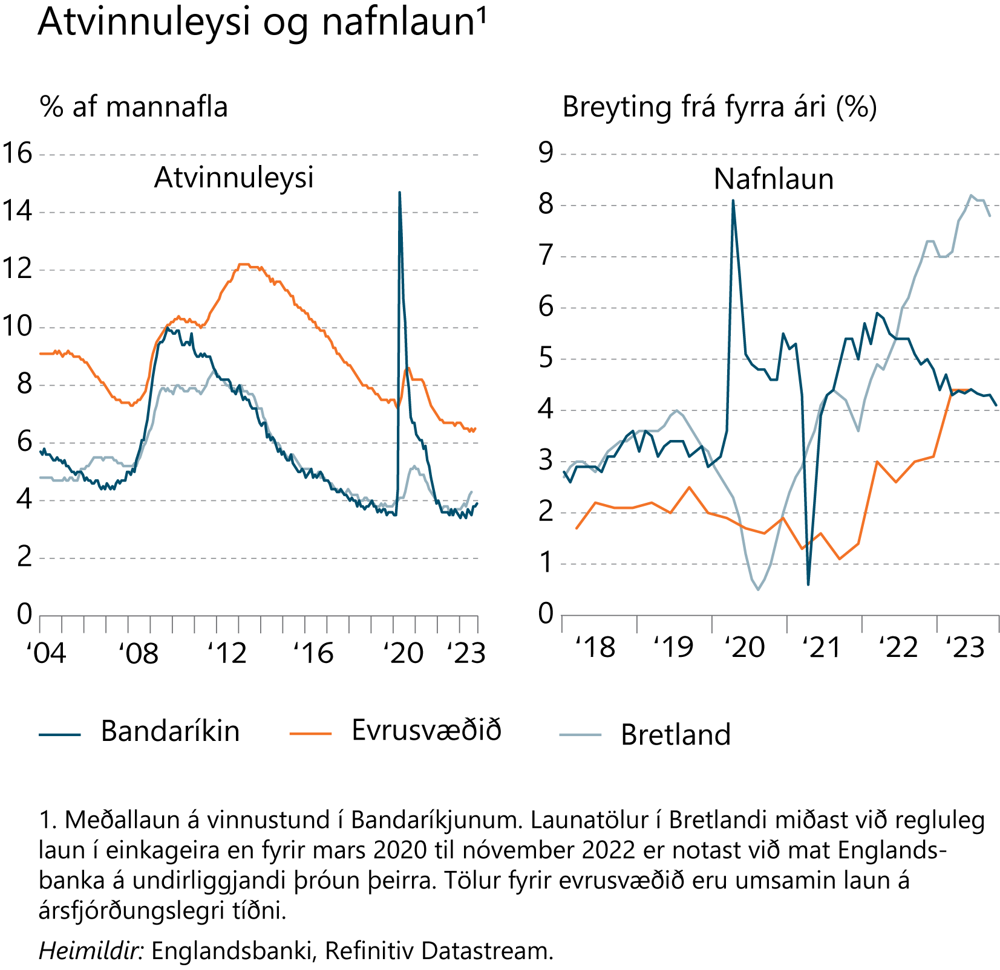 Atvinnuleysi og nafnlaun¹
% af mannafla
16
14
12
10
8
6
4
2
0
Atvinnuleysi
‘04 ‘08 ‘12 ‘16 ‘20 ‘23
Breyting frá fyrra ári (%)
9
8
7
6
5
4
3
2
1
0
Nafnlaun
‘18 ‘19 ‘20 ‘21 ‘22 ‘23
Bandaríkin Evrusvæðið Bretland
1. Meðallaun á vinnustund í Bandaríkjunum. Launatölur í Bretlandi miðast við regluleg
laun í einkageira en fyrir mars 2020 til nóvember 2022 er notast við mat Englands-
banka á undirliggjandi þróun þeirra. Tölur fyrir evrusvæðið eru umsamin laun á
ársfjórðungslegri tíðni.
Heimildir: Englandsbanki, Refinitiv Datastream.